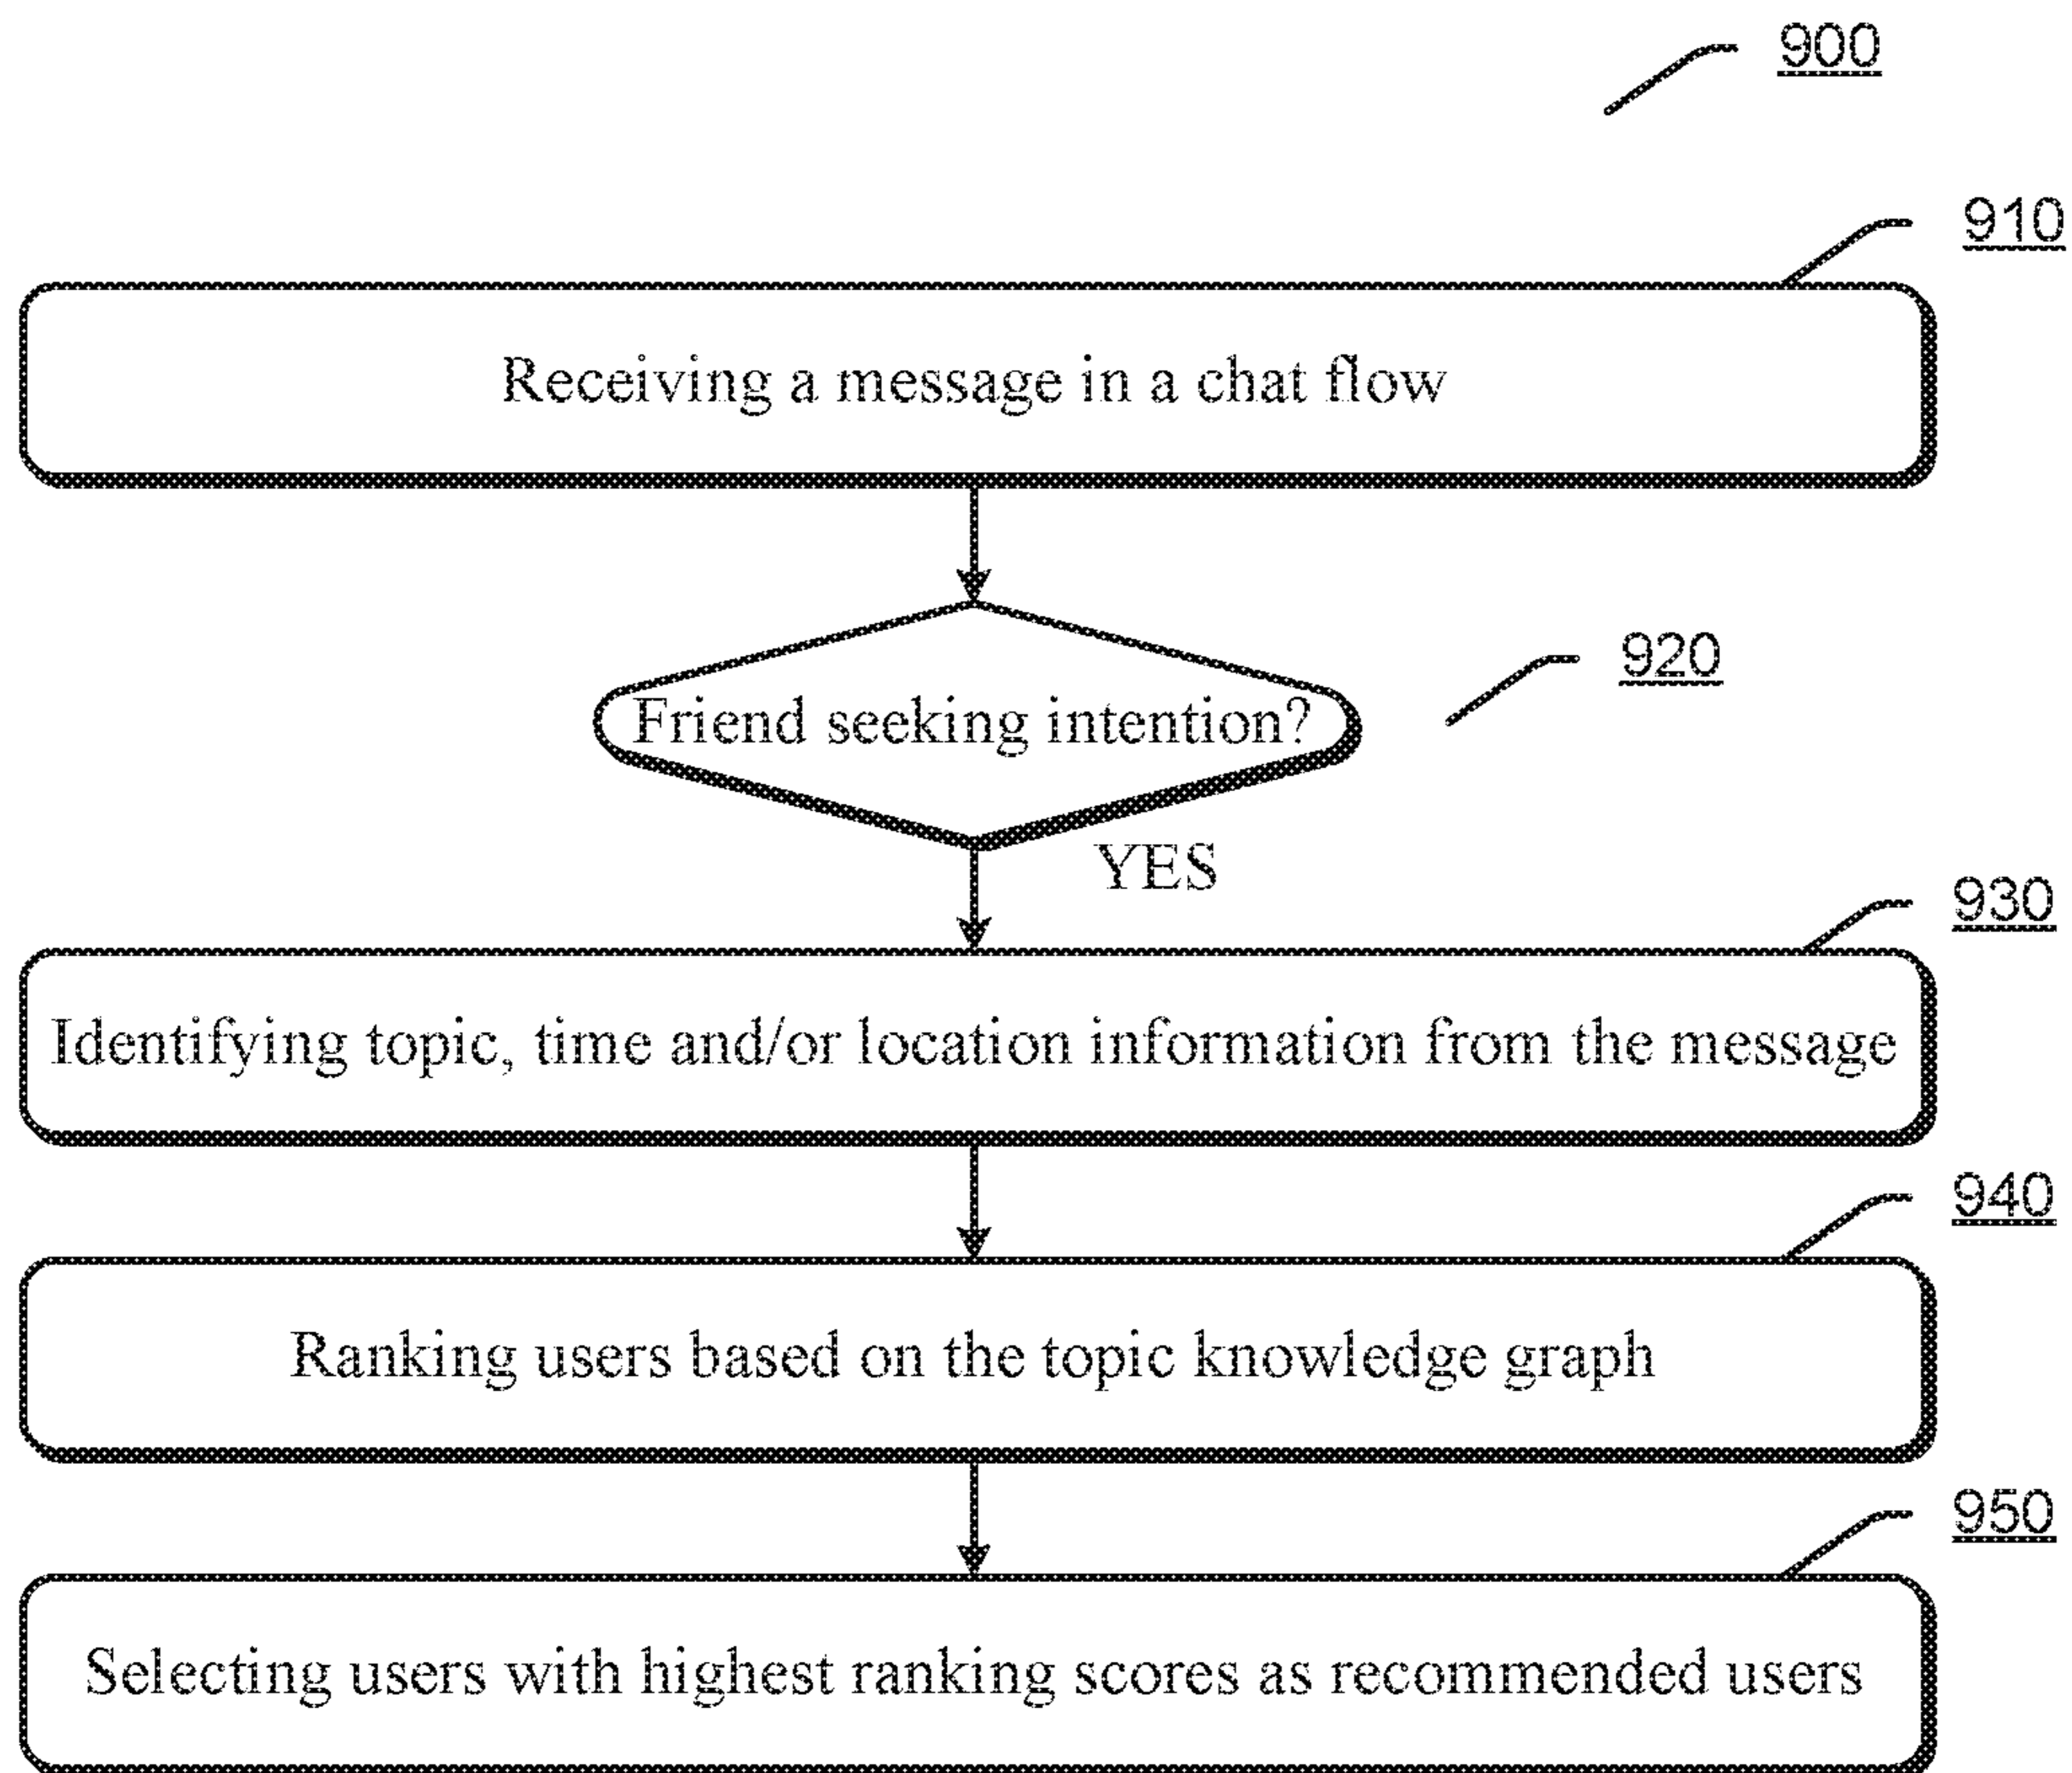 900
910
Receiving a message in a chat flow
920
Friend seeking intention?
YES
930
Identifying topic, time and/or location information from the message
940
Ranking users based on the topic knowledge graph
950
Selecting users with highest ranking scores as recommended users